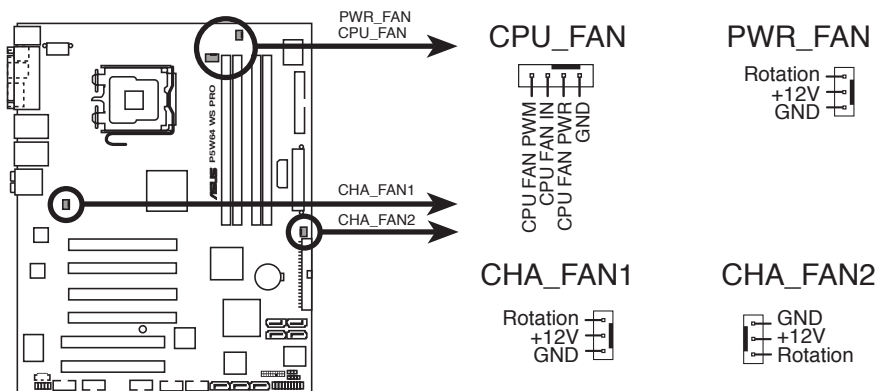 PWR_FAN
CPU_FAN
CPU_FAN
CPU FAN PWM
CPU FAN IN
CPU FAN PWR
GND
PWR_FAN
Rotation
+12V
GND
ASUS P5W64 WS PRO
CHA_FAN1
CHA_FAN2
CHA_FAN1
Rotation
+12V
GND
CHA_FAN2
GND
+12V
Rotation